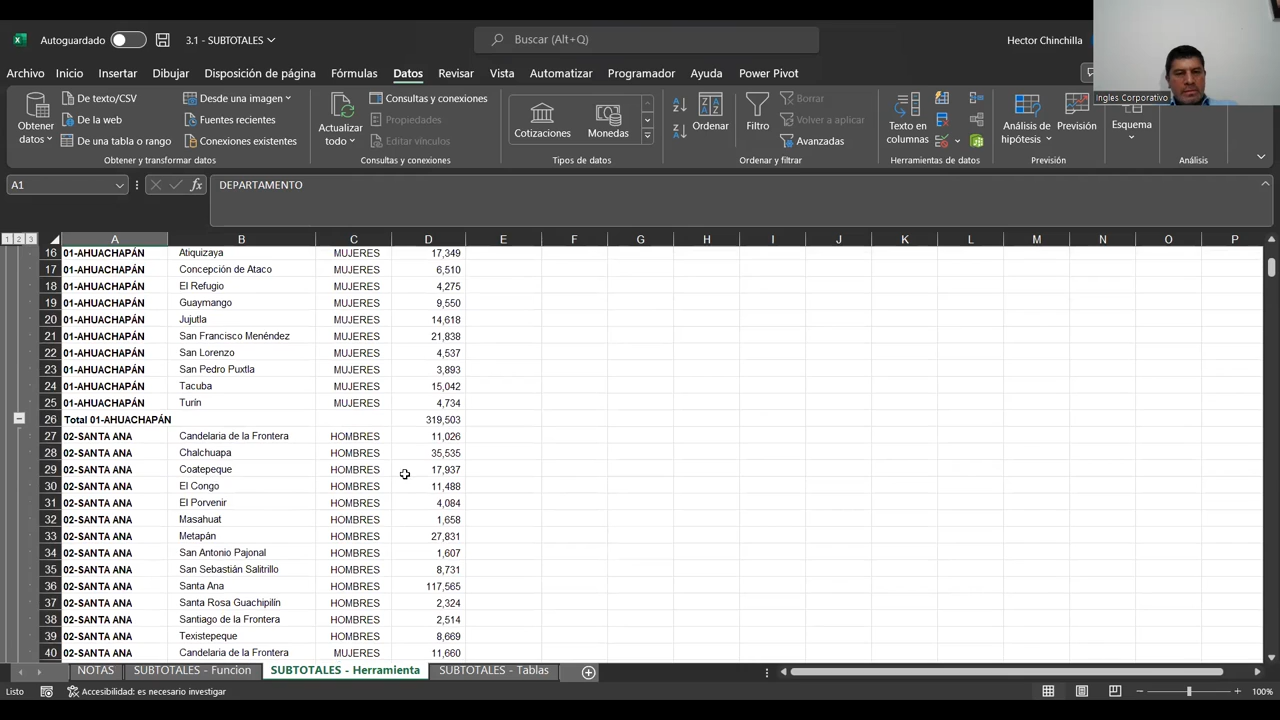 Autoguardado
3.1 - SUBTOTALES
Buscar (Alt+Q)
Hector Chinchilla
Ingles Corporativo
Archivo Inicio Insertar Dibujar Disposición de página Fórmulas Datos Revisar Vista Automatizar Programador Ayuda Power Pivot
Obtener datos
De texto/CSV
De la web
De una tabla o rango
Desde una imagen
Fuentes recientes
Conexiones existentes
Obtener y transformar datos
Actualizar todo
Consultas y conexiones
Propiedades
Editar vínculos
Consultas y conexiones
Cotizaciones
Monedas
Tipos de datos
Ordenar
Filtro
Borrar
Volver a aplicar
Avanzadas
Ordenar y filtrar
Texto en columnas
Herramientas de datos
Análisis de hipótesis
Previsión
Previsión
Esquema
Análisis
A1 fx DEPARTAMENTO
1 2 3 A B C D E F G H I J K L M N O P
16 01-AHUACHAPÁN Atiquizaya MUJERES 17,349
17 01-AHUACHAPÁN Concepción de Ataco MUJERES 6,510
18 01-AHUACHAPÁN El Refugio MUJERES 4,275
19 01-AHUACHAPÁN Guaymango MUJERES 9,550
20 01-AHUACHAPÁN Jujutla MUJERES 14,618
21 01-AHUACHAPÁN San Francisco Menéndez MUJERES 21,838
22 01-AHUACHAPÁN San Lorenzo MUJERES 4,537
23 01-AHUACHAPÁN San Pedro Puxtla MUJERES 3,893
24 01-AHUACHAPÁN Tacuba MUJERES 15,042
25 01-AHUACHAPÁN Turín MUJERES 4,734
26 Total 01-AHUACHAPÁN 319,503
27 02-SANTA ANA Candelaria de la Frontera HOMBRES 11,026
28 02-SANTA ANA Chalchuapa HOMBRES 35,535
29 02-SANTA ANA Coatepeque HOMBRES 17,937
30 02-SANTA ANA El Congo HOMBRES 11,488
31 02-SANTA ANA El Porvenir HOMBRES 4,084
32 02-SANTA ANA Masahuat HOMBRES 1,658
33 02-SANTA ANA Metapán HOMBRES 27,831
34 02-SANTA ANA San Antonio Pajonal HOMBRES 1,607
35 02-SANTA ANA San Sebastián Salitrillo HOMBRES 8,731
36 02-SANTA ANA Santa Ana HOMBRES 117,565
37 02-SANTA ANA Santa Rosa Guachipilín HOMBRES 2,324
38 02-SANTA ANA Santiago de la Frontera HOMBRES 2,514
39 02-SANTA ANA Texistepeque HOMBRES 8,669
40 02-SANTA ANA Candelaria de la Frontera MUJERES 11,660
NOTAS SUBTOTALES - Funcion SUBTOTALES - Herramienta SUBTOTALES - Tablas
Listo Accesibilidad: es necesario investigar 100%